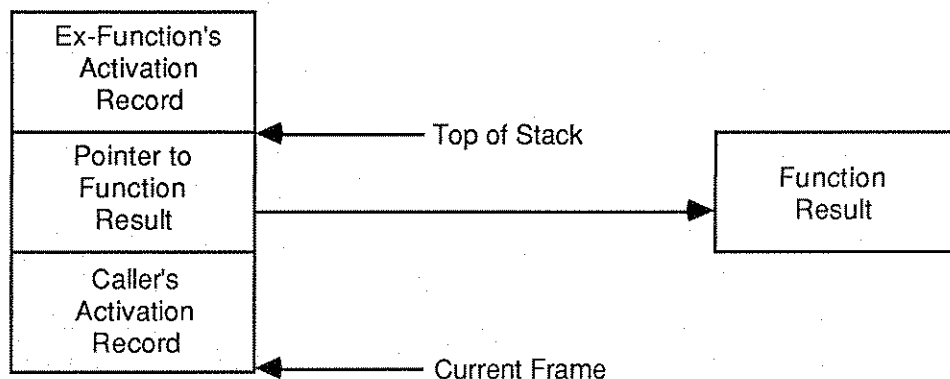 Ex-Function's
Activation
Record
Top of Stack
Pointer to
Function
Result
Function
Result
Caller's
Activation
Record
Current Frame